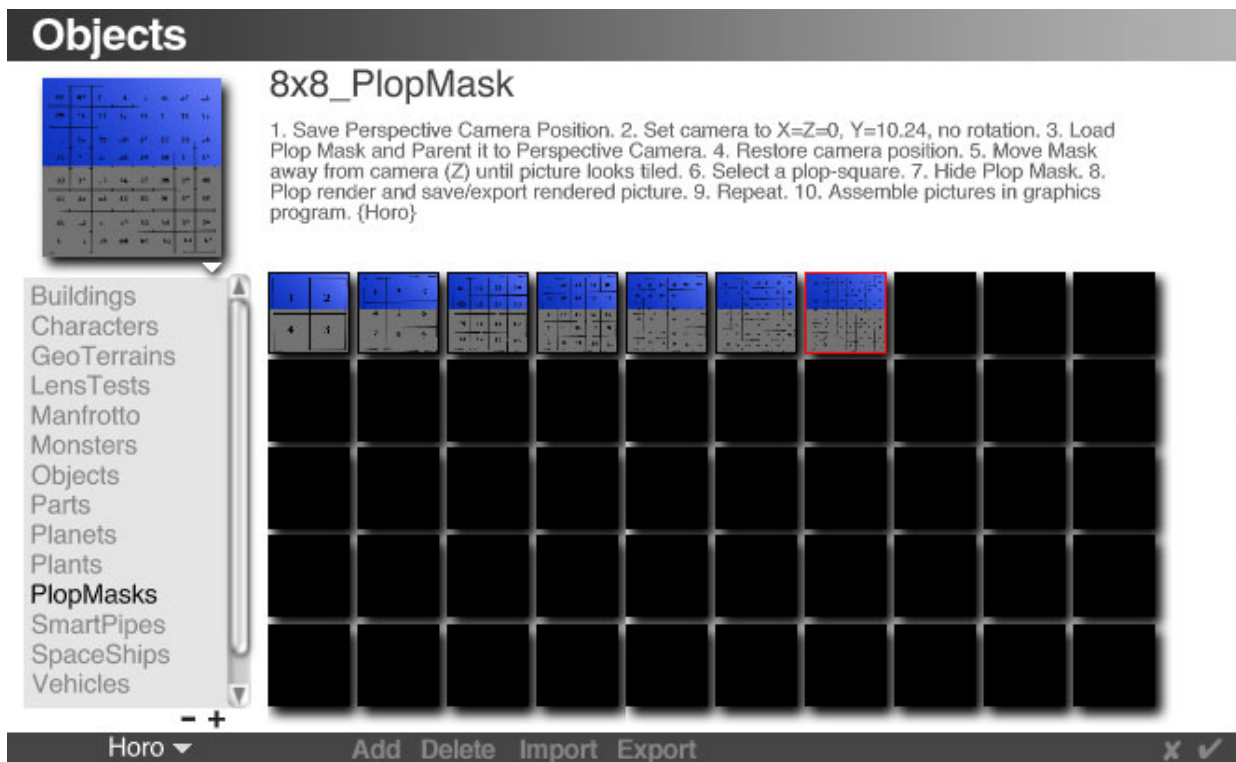 Objects
8x8_PlopMask
1. Save Perspective Camera Position. 2. Set camera to X=Z=0, Y=10.24, no rotation. 3. Load
Plop Mask and Parent it to Perspective Camera. 4. Restore camera position. 5. Move Mask
away from camera (Z) until picture looks tiled. 6. Select a plop-square. 7. Hide Plop Mask. 8.
Plop render and save/export rendered picture. 9. Repeat. 10. Assemble pictures in graphics
program. {Horo}
Buildings
Characters
GeoTerrains
LensTests
Manfrotto
Monsters
Objects
Parts
Planets
Plants
PlopMasks
SmartPipes
SpaceShips
Vehicles
- +
1 2
4 3
Horo
Add Delete Import Export